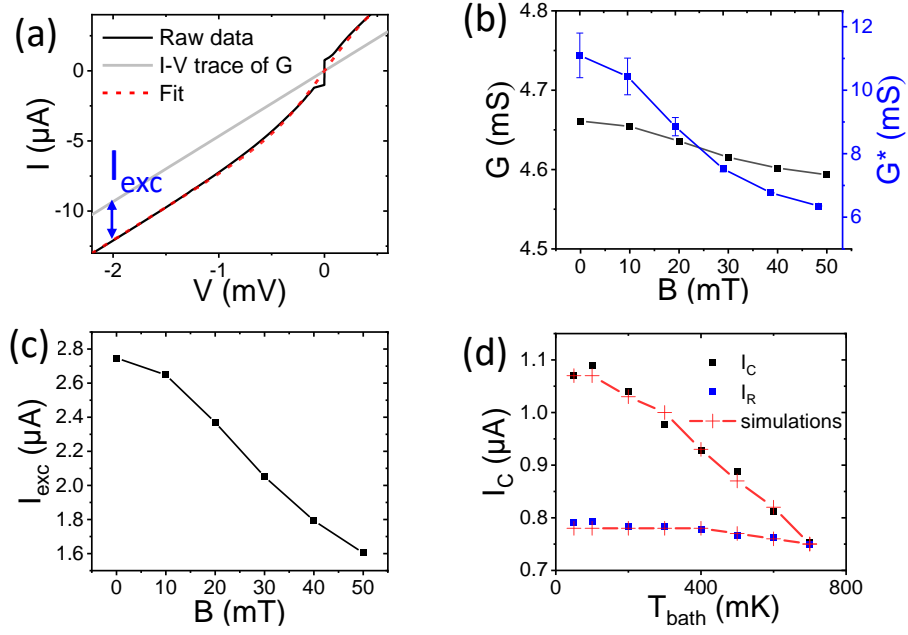 (a)
Raw data
I-V trace of G
Fit
I (µA)
0
-5
-10
I_exc
-2
-1
0
V (mV)
(b)
4.8
4.7
4.6
4.5
G (mS)
12
10
8
6
G* (mS)
0 10 20 30 40 50
B (mT)
(c)
2.8
2.6
2.4
2.2
2.0
1.8
1.6
I_exc (µA)
0 10 20 30 40 50
B (mT)
(d)
I_C
I_R
simulations
1.1
1.0
0.9
0.8
0.7
I_C (µA)
0 400 800
T_bath (mK)